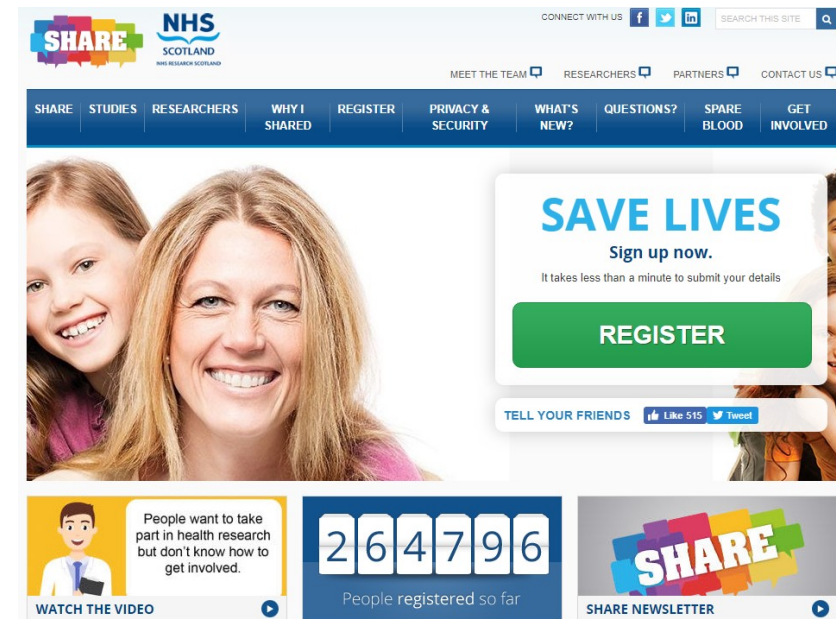 SHARE
NHS
SCOTLAND
NHS RESEARCH SCOTLAND
CONNECT WITH US
SEARCH THIS SITE
MEET THE TEAM RESEARCHERS PARTNERS CONTACT US
SHARE STUDIES RESEARCHERS WHY I SHARED REGISTER PRIVACY & SECURITY WHAT'S NEW? QUESTIONS? SPARE BLOOD GET INVOLVED
SAVE LIVES
Sign up now.
It takes less than a minute to submit your details
REGISTER
TELL YOUR FRIENDS Like 515 Tweet
People want to take
part in health research
but don't know how to
get involved.
WATCH THE VIDEO
264796
People registered so far
SHARE
SHARE NEWSLETTER